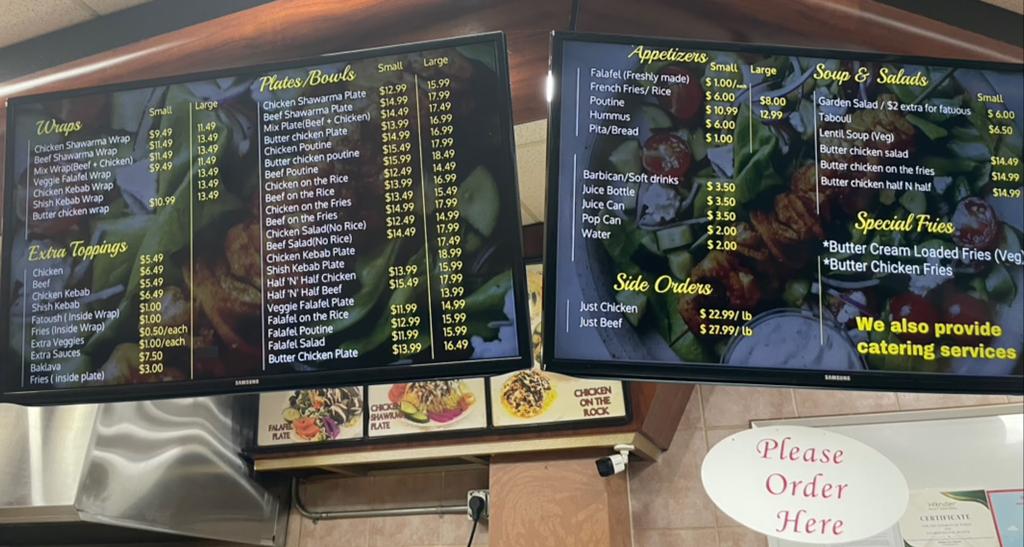 Wraps
Small
Large
Chicken Shawarma Wrap
Beef Shawarma Wrap
Mix Wrap(Beef + Chicken)
Veggie Falafel Wrap
Chicken Kebab Wrap
Shish Kebab Wrap
Butter chicken wrap
$9.49
$11.49
$11.49
$9.49
$10.99
11.49
13.49
13.49
11.49
13.49
13.49
13.49
Extra Toppings
Chicken
Beef
Chicken Kebab
Shish Kebab
Fatoush ( Inside Wrap)
Fries (Inside Wrap)
Extra Veggies
Extra Sauces
Baklava
Fries ( inside plate)
$5.49
$6.49
$5.49
$6.49
$1.00
$1.00
$0.50/each
$1.00/each
$7.50
$3.00
Plates/Bowls
Small
Large
Chicken Shawarma Plate
Beef Shawarma Plate
Mix Plate(Beef + Chicken)
Butter chicken Plate
Chicken Poutine
Butter chicken poutine
Beef Poutine
Chicken on the Rice
Beef on the Rice
Chicken on the Fries
Beef on the Fries
Chicken Salad(No Rice)
Beef Salad(No Rice)
Chicken Kebab Plate
Shish Kebab Plate
Half 'N' Half Chicken
Half 'N' Half Beef
Veggie Falafel Plate
Falafel on the Rice
Falafel Poutine
Falafel Salad
Butter Chicken Plate
$12.99
$14.99
$14.49
$13.99
$14.99
$15.49
$15.99
$12.49
$14.99
$13.49
$14.99
$12.99
$14.49
$13.99
$15.49
$11.99
$12.99
$11.99
$13.99
15.99
17.99
17.49
16.99
16.99
17.99
18.49
14.99
15.49
17.99
14.99
17.49
18.99
15.99
17.99
13.99
14.99
15.99
15.99
16.49
SAMSUNG
Appetizers
Small
Large
Falafel (Freshly made)
French Fries/ Rice
Poutine
Hummus
Pita/Bread
$ 1.00/
$ 6.00
$ 10.99
$ 6.00
$ 1.00
$8.00
12.99
Barbican/Soft drinks
Juice Bottle
Juice Can
Pop Can
Water
$ 3.50
$ 3.50
$ 2.50
$ 2.00
$ 2.00
Side Orders
Just Chicken
Just Beef
$ 22.99/ lb
$ 27.99/ lb
Soup & Salads
Small
Garden Salad / $2 extra for fatuous
Tabouli
Lentil Soup (Veg)
Butter chicken salad
Butter chicken on the fries
Butter chicken half N half
$ 6.00
$6.50
$14.49
$14.99
$14.99
Special Fries
*Butter Cream Loaded Fries (Veg)
*Butter Chicken Fries
We also provide
catering services
SAMSUNG
FALAFEL
PLATE
CHICKEN
SHAWARMA
PLATE
CHICKEN
ON THE
ROCK
Please
Order
Here
CERTIFICATE